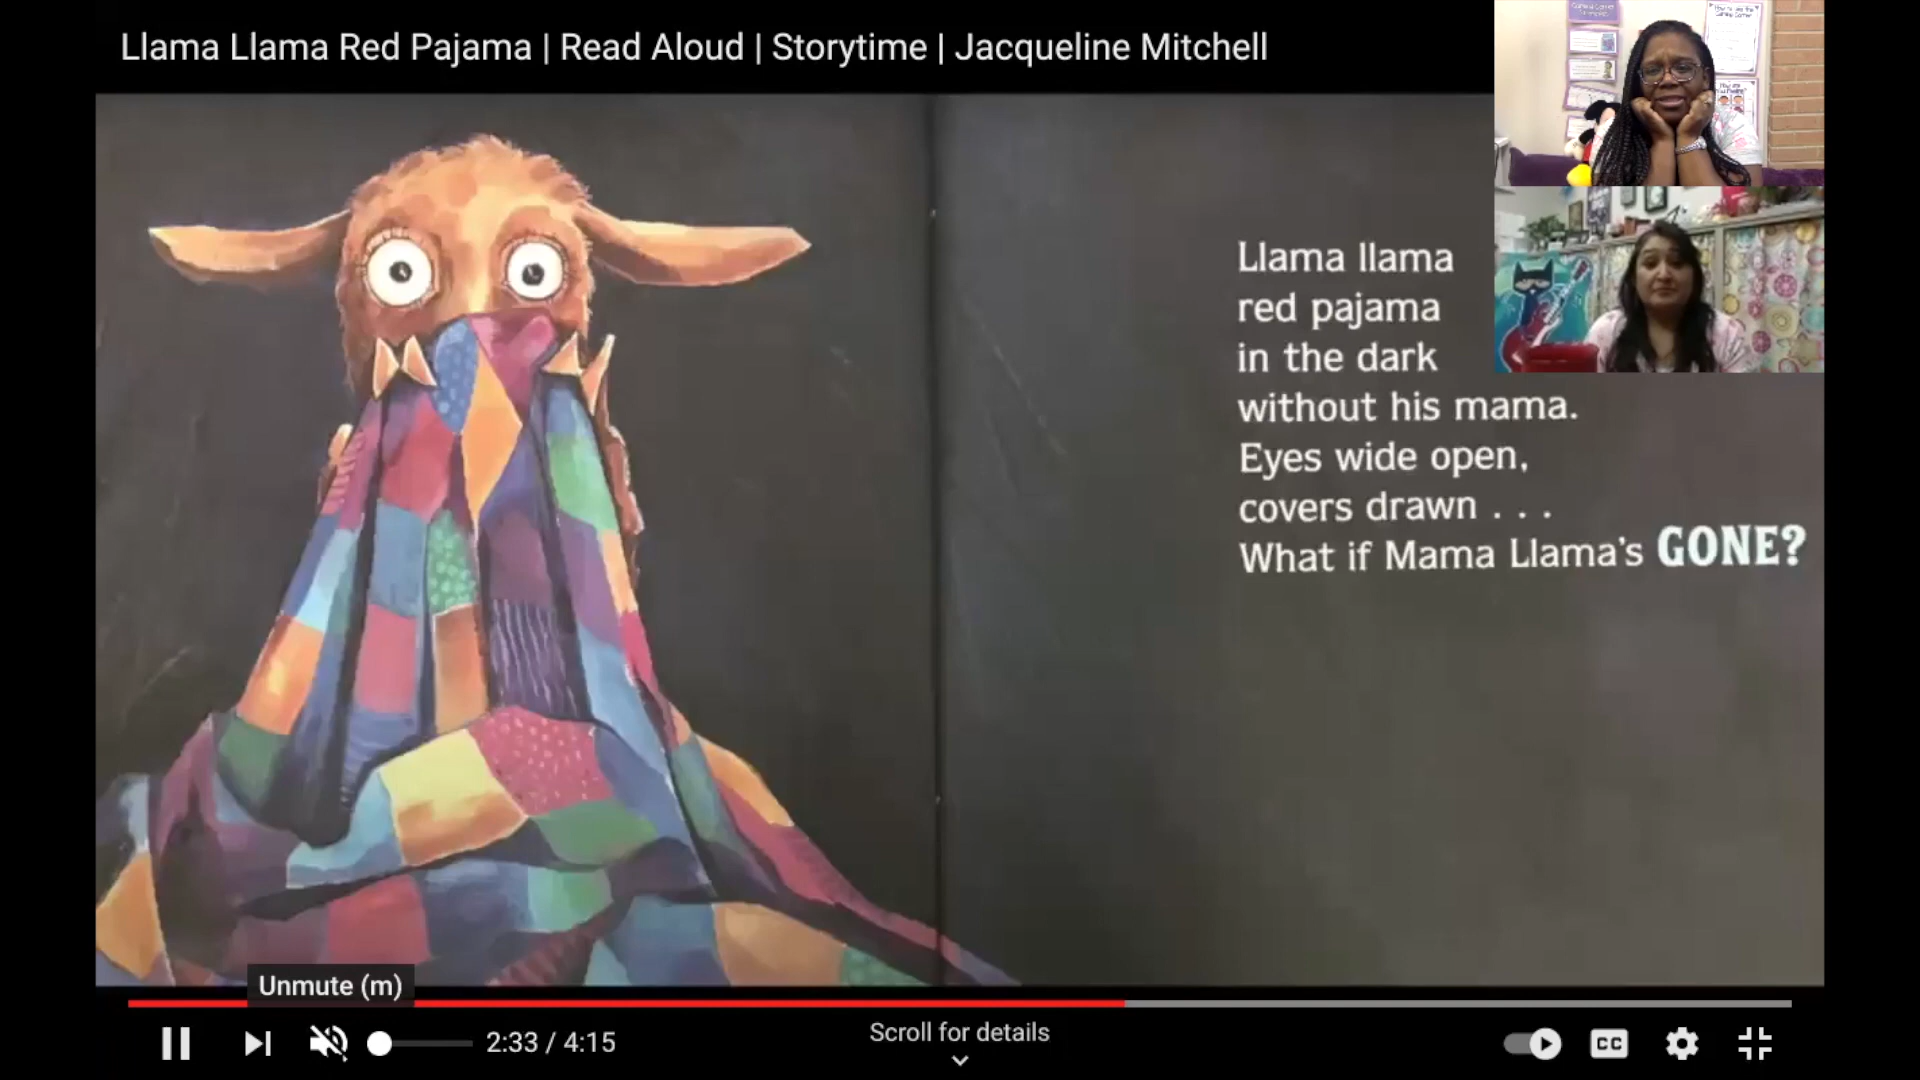 Llama Llama Red Pajama | Read Aloud | Storytime | Jacqueline Mitchell
Llama llama
red pajama
in the dark
without his mama.
Eyes wide open,
covers drawn . . .
What if Mama Llama's GONE?
Unmute (m)
2:33 / 4:15
Scroll for details
CC